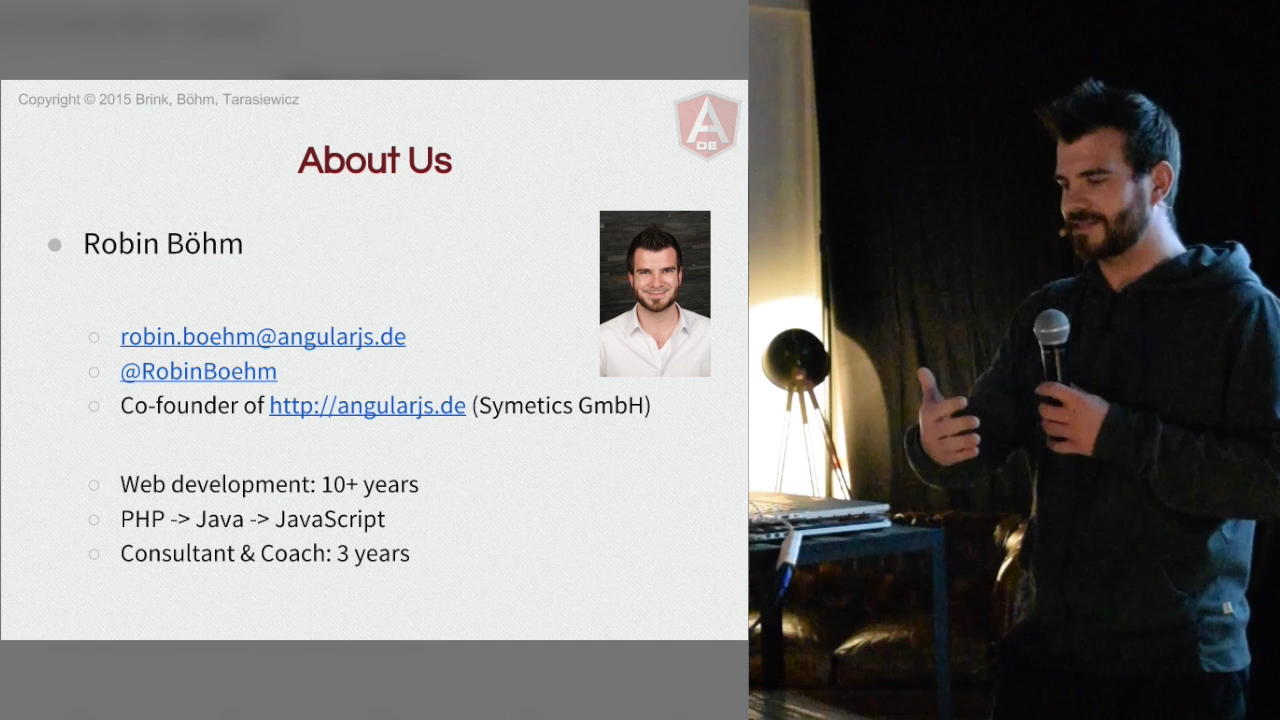 Copyright © 2015 Brink, Böhm, Tarasiewicz
A
DE
About Us
Robin Böhm
robin.boehm@angularjs.de
@RobinBoehm
Co-founder of http://angularjs.de (Symetics GmbH)
Web development: 10+ years
PHP -> Java -> JavaScript
Consultant & Coach: 3 years